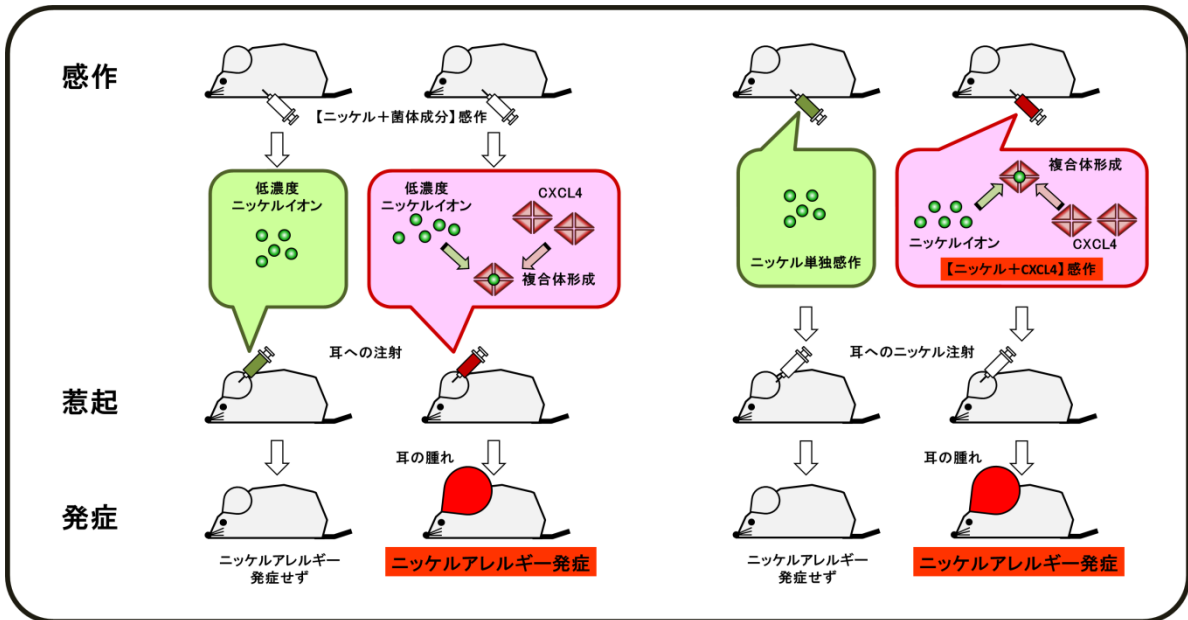 感作
【ニッケル+菌体成分】感作
低濃度
ニッケルイオン
低濃度
ニッケルイオン
CXCL4
複合体形成
ニッケル単独感作
複合体形成
ニッケルイオン
CXCL4
【ニッケル+CXCL4】感作
耳への注射
耳へのニッケル注射
惹起
耳の腫れ
耳の腫れ
発症
ニッケルアレルギー
発症せず
ニッケルアレルギー発症
ニッケルアレルギー
発症せず
ニッケルアレルギー発症